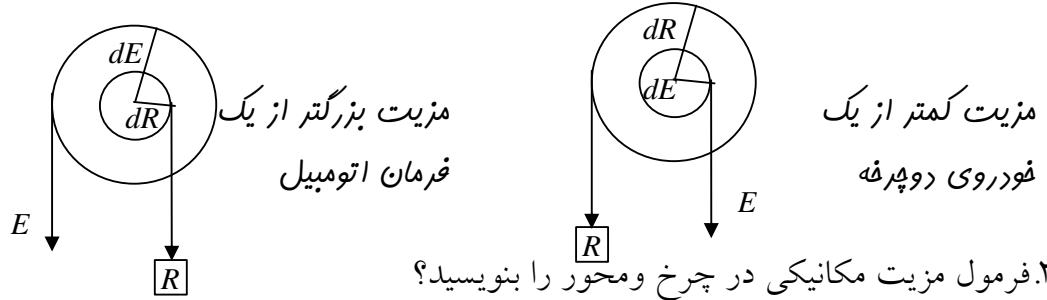 dE
dR
E
R
مزیت بزرگتر از یک
فرمان اتومبیل
dR
dE
E
R
مزیت کمتر از یک
خودروی دوچرخه
.فرمول مزیت مکانیکی در چرخ ومحور را بنویسید؟